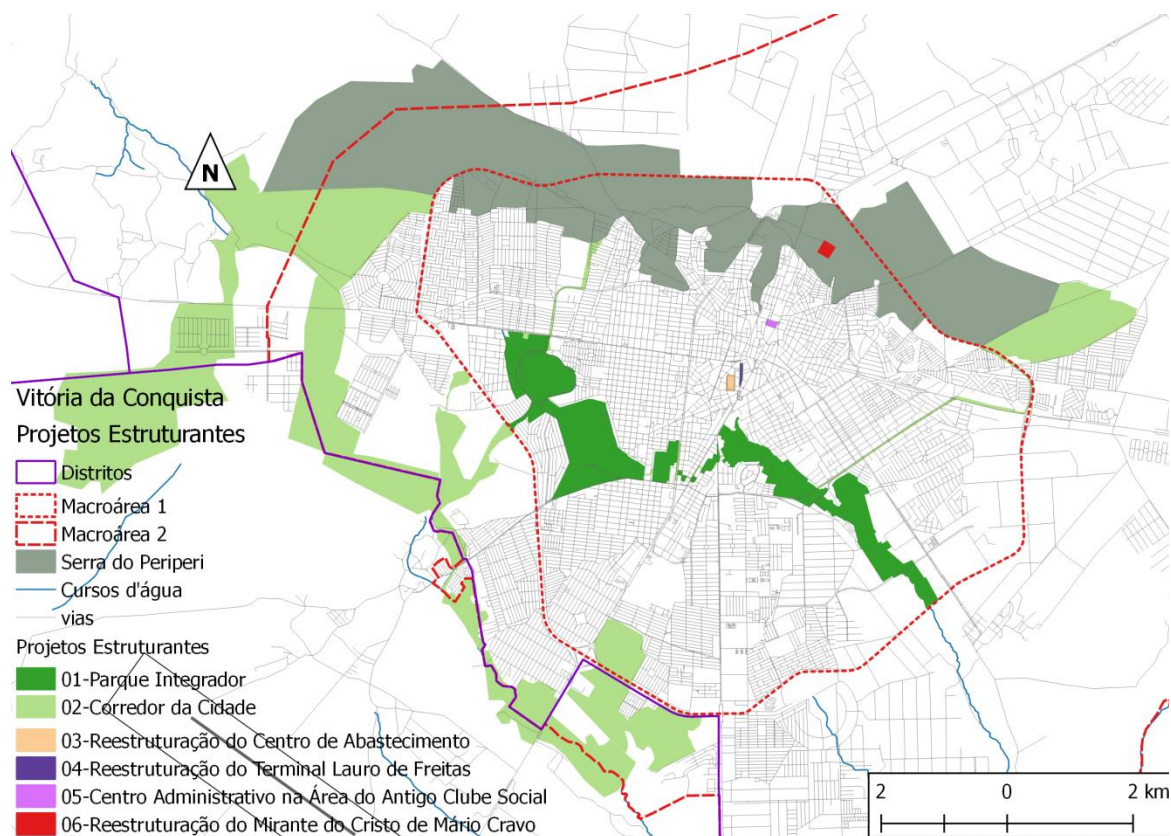 N
Vitória da Conquista
Projetos Estruturantes
Distritos
Macroárea 1
Macroárea 2
Serra do Periperi
Cursos d'água
vias
Projetos Estruturantes
01-Parque Integrador
02-Corredor da Cidade
03-Reestruturação do Centro de Abastecimento
04-Reestruturação do Terminal Lauro de Freitas
05-Centro Administrativo na Área do Antigo Clube Social
06-Reestruturação do Mirante do Cristo de Mário Cravo
2 0 2 km